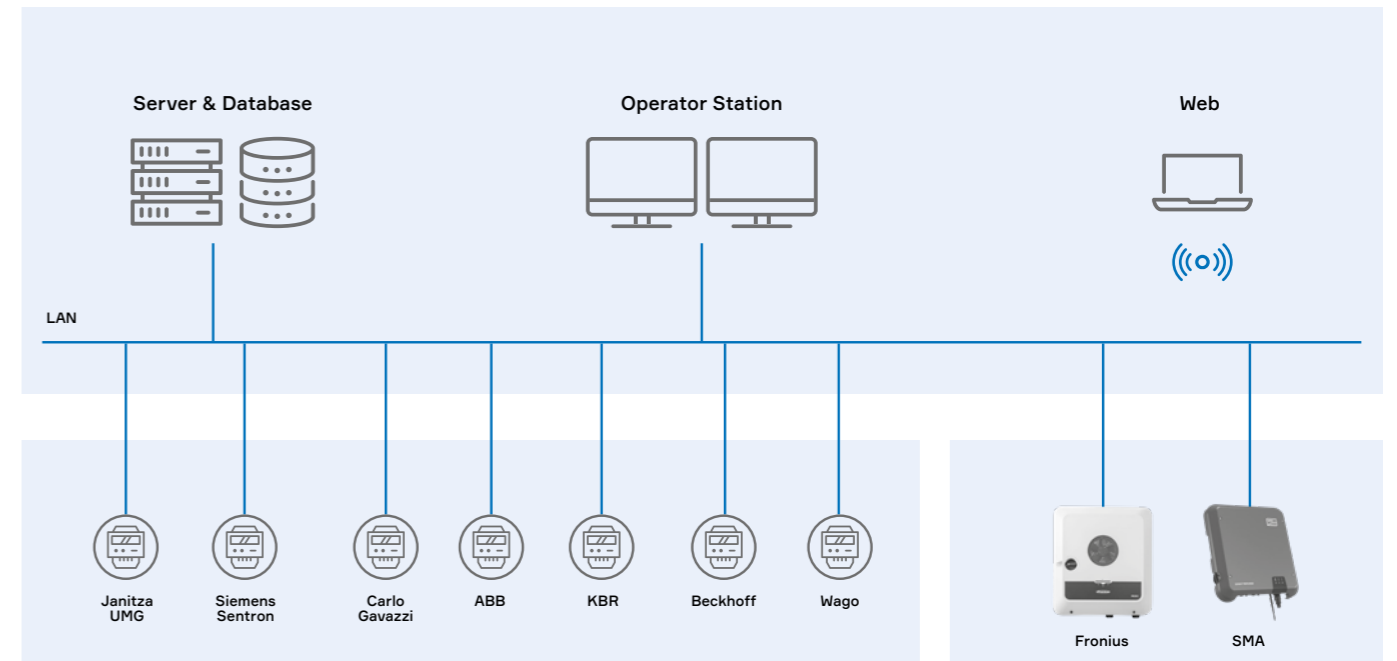 Server & Database
Operator Station
Web
LAN
Janitza
UMG
Siemens
Sentron
Carlo
Gavazzi
ABB
KBR
Beckhoff
Wago
Fronius
SMA